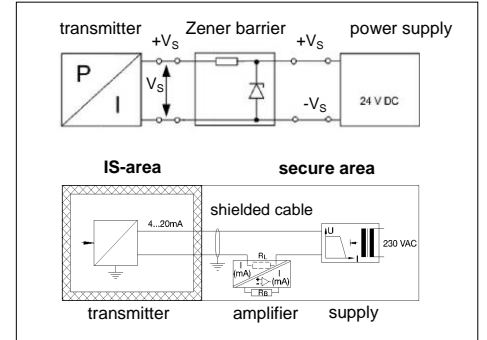 transmitter Zener barrier power supply
+VS +VS
P
I
VS
24 V DC
-VS
IS-area secure area
shielded cable
4...20mA
U
I
230 VAC
RL
I (mA) I (mA)
RB
transmitter amplifier supply